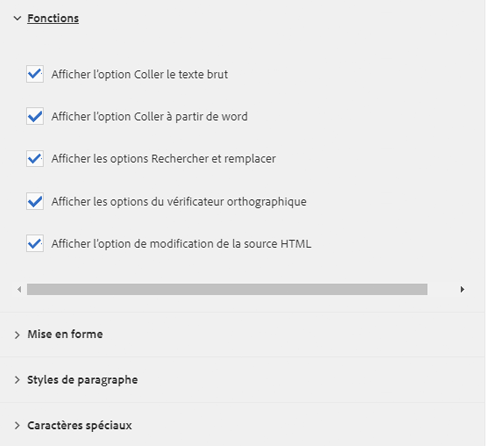 Fonctions
Afficher l'option Coller le texte brut
Afficher l'option Coller à partir de word
Afficher les options Rechercher et remplacer
Afficher les options du vérificateur orthographique
Afficher l'option de modification de la source HTML
Mise en forme
Styles de paragraphe
Caractères spéciaux